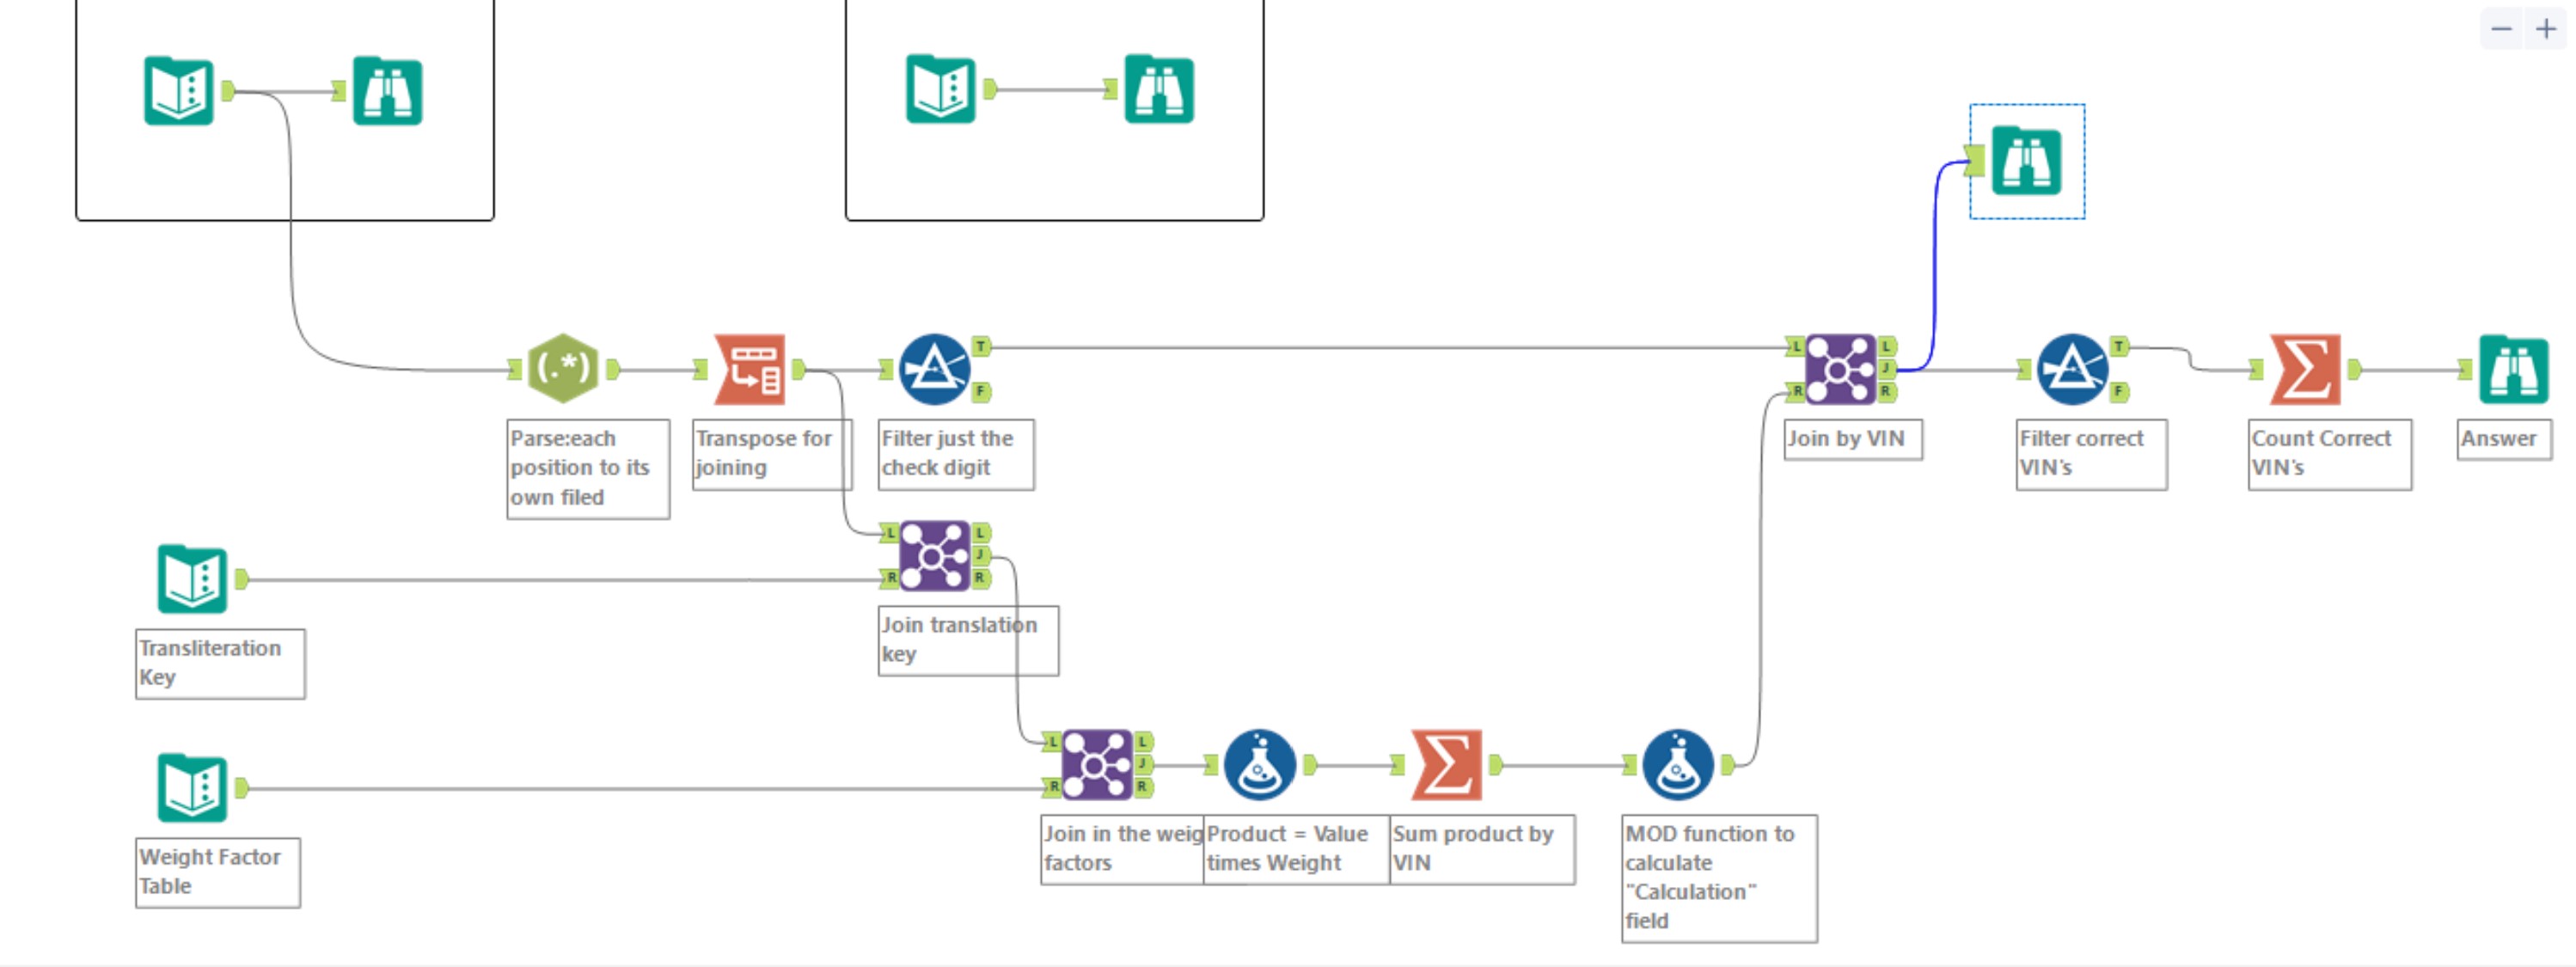 (.*)
T
F
L
R
L
J
R
T
F
Parse:each
position to its
own filed
Transpose for
joining
Filter just the
check digit
Join by VIN
Filter correct
VIN's
Count Correct
VIN's
Answer
L
R
L
J
R
Transliteration
Key
Join translation
key
L
R
L
J
R
Weight Factor
Table
Join in the weig
factors
Product = Value
times Weight
Sum product by
VIN
MOD function to
calculate
"Calculation"
field